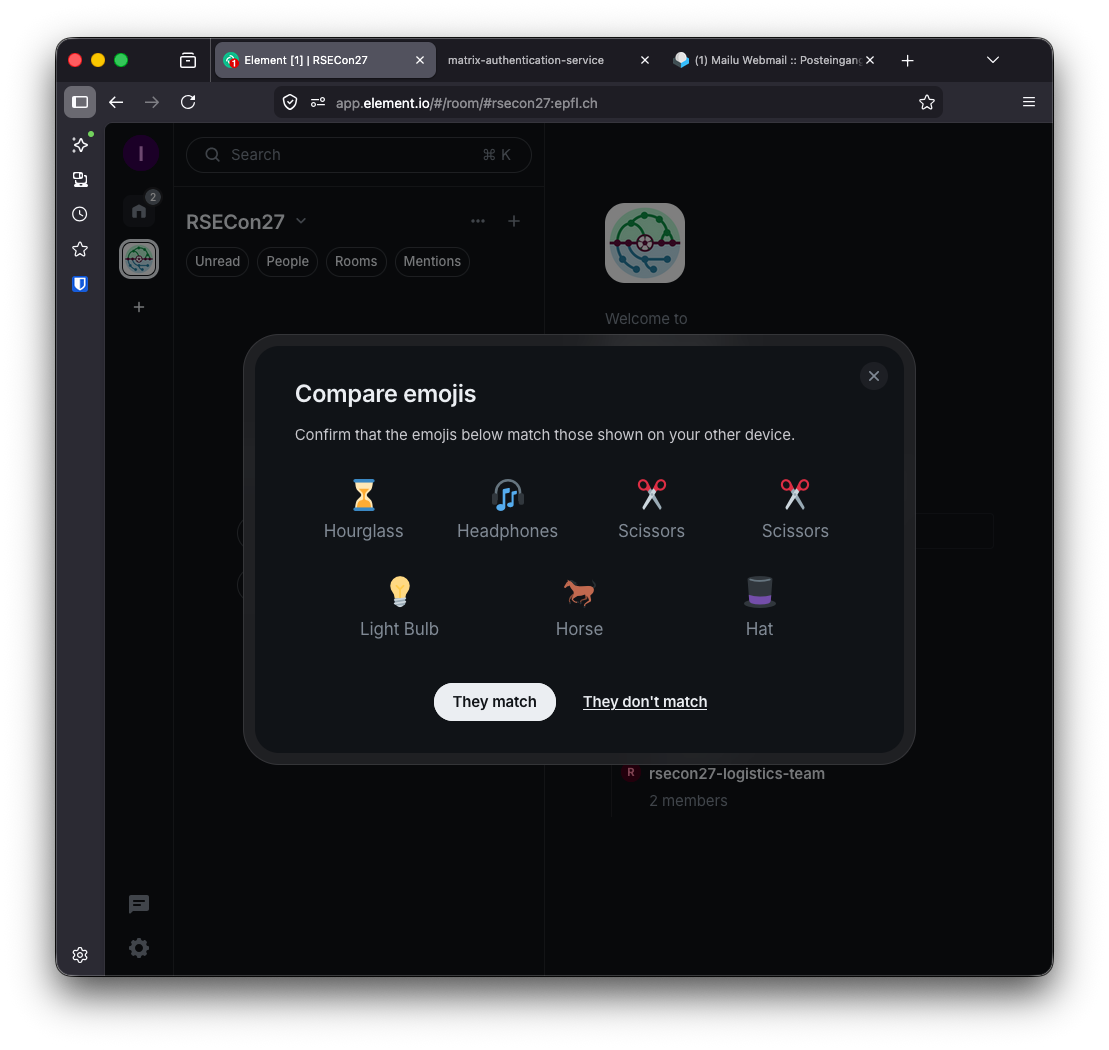 Element [1] | RSECon27
matrix-authentication-service
(1) Mailu Webmail :: Posteingang
app.element.io/#/room/#rsecon27:epfl.ch
I
Search
⌘ K
2
RSECon27
Unread
People
Rooms
Mentions
Welcome to
Compare emojis
Confirm that the emojis below match those shown on your other device.
Hourglass
Headphones
Scissors
Scissors
Light Bulb
Horse
Hat
They match
They don't match
R
rsecon27-logistics-team
2 members